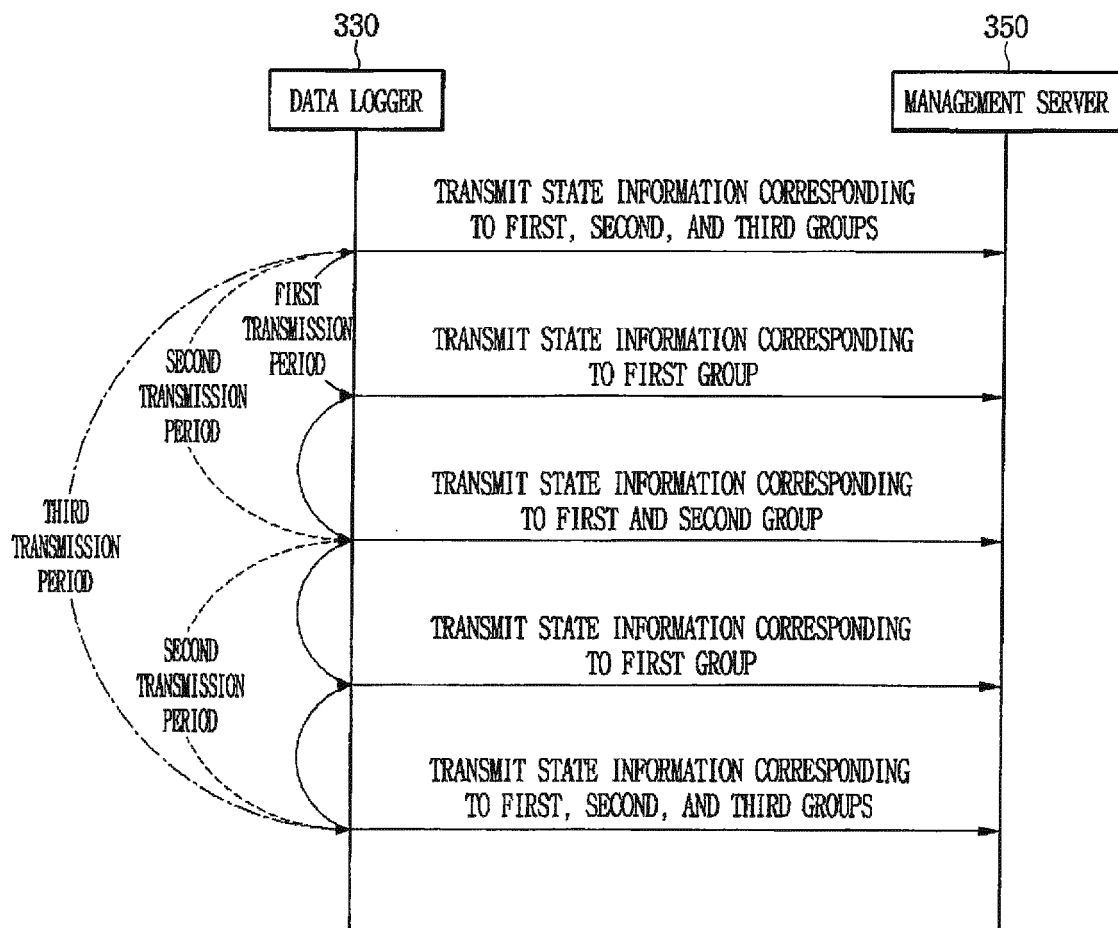 330
350
DATA LOGGER
MANAGEMENT SERVER
TRANSMIT STATE INFORMATION CORRESPONDING
TO FIRST, SECOND, AND THIRD GROUPS
FIRST
TRANSMISSION
PERIOD
TRANSMIT STATE INFORMATION CORRESPONDING
TO FIRST GROUP
SECOND
TRANSMISSION
PERIOD
TRANSMIT STATE INFORMATION CORRESPONDING
TO FIRST AND SECOND GROUP
THIRD
TRANSMISSION
PERIOD
TRANSMIT STATE INFORMATION CORRESPONDING
TO FIRST GROUP
SECOND
TRANSMISSION
PERIOD
TRANSMIT STATE INFORMATION CORRESPONDING
TO FIRST, SECOND, AND THIRD GROUPS